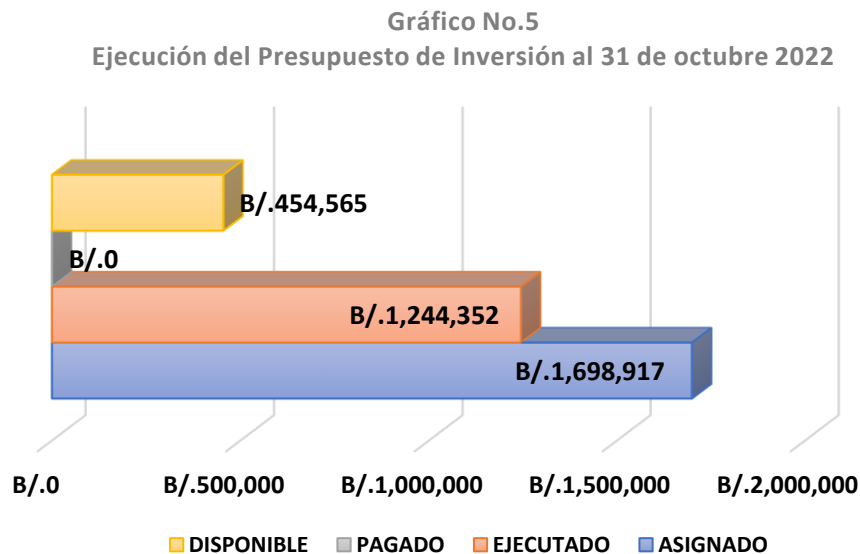 Gráfico No.5
Ejecución del Presupuesto de Inversión al 31 de octubre 2022
B/.454,565
B/.0
B/.1,244,352
B/.1,698,917
B/.0 B/.500,000 B/.1,000,000 B/.1,500,000 B/.2,000,000
DISPONIBLE PAGADO EJECUTADO ASIGNADO